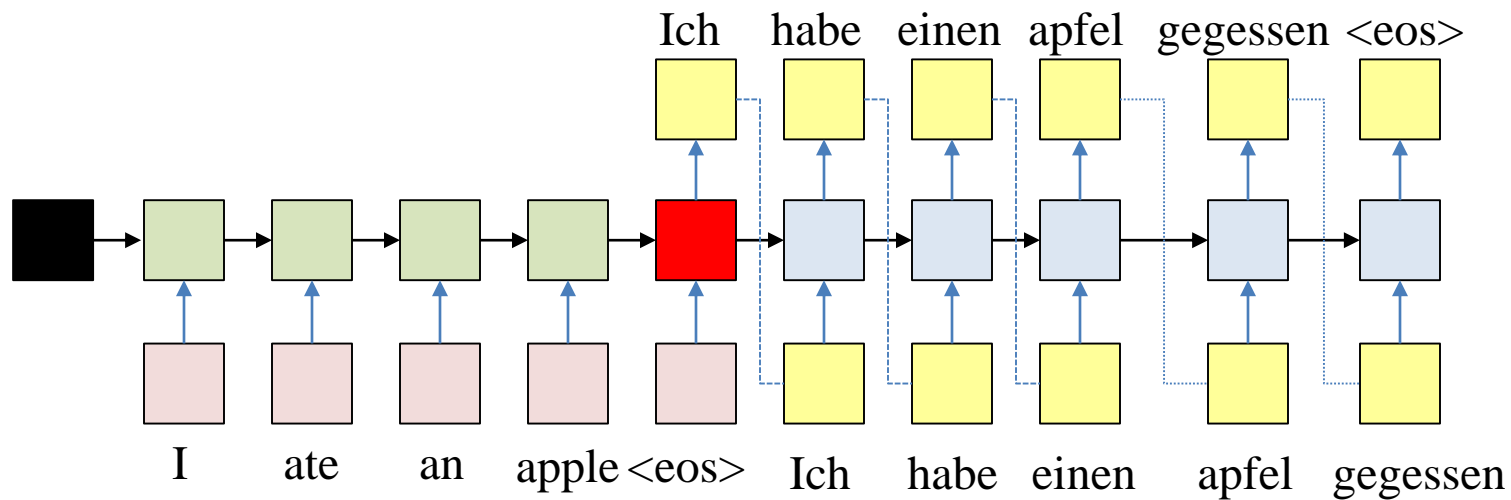 Ich habe einen apfel gegessen <eos>
I ate an apple <eos> Ich habe einen apfel gegessen